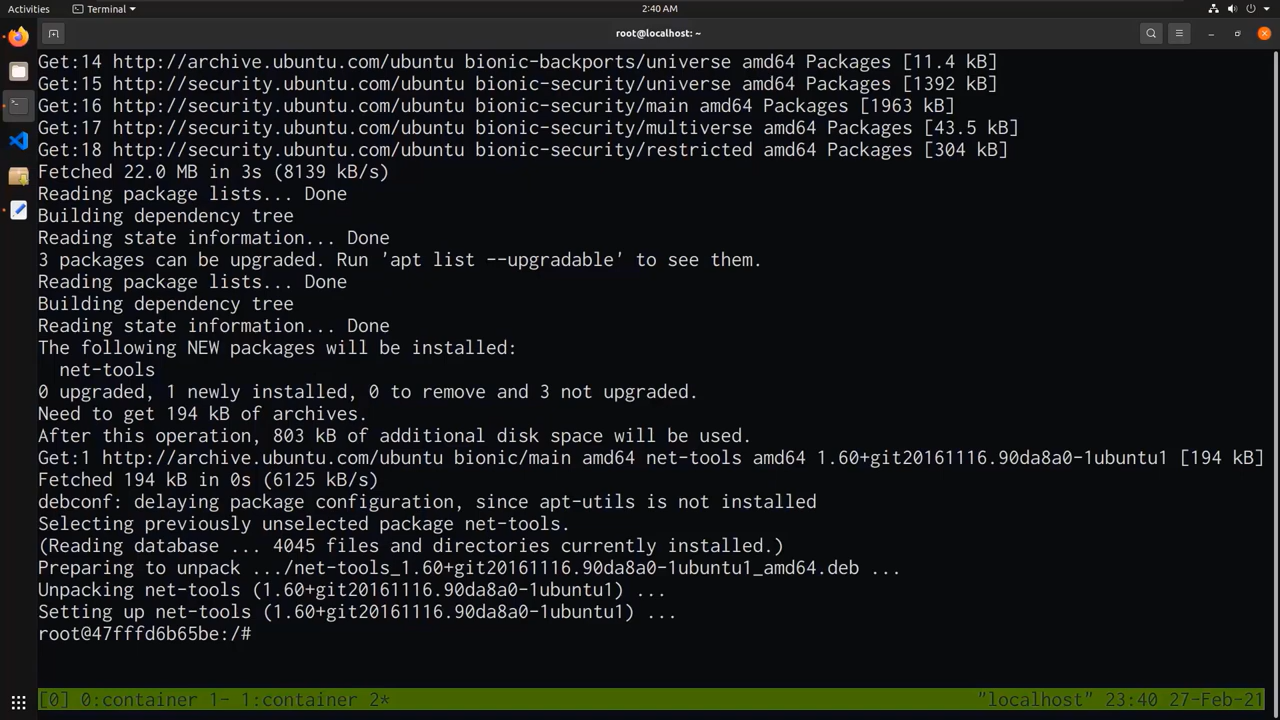 Activities
Terminal
2:40 AM
root@localhost: ~
Get:14 http://archive.ubuntu.com/ubuntu bionic-backports/universe amd64 Packages [11.4 kB]
Get:15 http://security.ubuntu.com/ubuntu bionic-security/universe amd64 Packages [1392 kB]
Get:16 http://security.ubuntu.com/ubuntu bionic-security/main amd64 Packages [1963 kB]
Get:17 http://security.ubuntu.com/ubuntu bionic-security/multiverse amd64 Packages [43.5 kB]
Get:18 http://security.ubuntu.com/ubuntu bionic-security/restricted amd64 Packages [304 kB]
Fetched 22.0 MB in 3s (8139 kB/s)
Reading package lists... Done
Building dependency tree
Reading state information... Done
3 packages can be upgraded. Run 'apt list --upgradable' to see them.
Reading package lists... Done
Building dependency tree
Reading state information... Done
The following NEW packages will be installed:
  net-tools
0 upgraded, 1 newly installed, 0 to remove and 3 not upgraded.
Need to get 194 kB of archives.
After this operation, 803 kB of additional disk space will be used.
Get:1 http://archive.ubuntu.com/ubuntu bionic/main amd64 net-tools amd64 1.60+git20161116.90da8a0-1ubuntu1 [194 kB]
Fetched 194 kB in 0s (6125 kB/s)
debconf: delaying package configuration, since apt-utils is not installed
Selecting previously unselected package net-tools.
(Reading database ... 4045 files and directories currently installed.)
Preparing to unpack .../net-tools_1.60+git20161116.90da8a0-1ubuntu1_amd64.deb ...
Unpacking net-tools (1.60+git20161116.90da8a0-1ubuntu1) ...
Setting up net-tools (1.60+git20161116.90da8a0-1ubuntu1) ...
root@47fffd6b65be:/#
[0] 0:container 1- 1:container 2* "localhost" 23:40 27-Feb-21